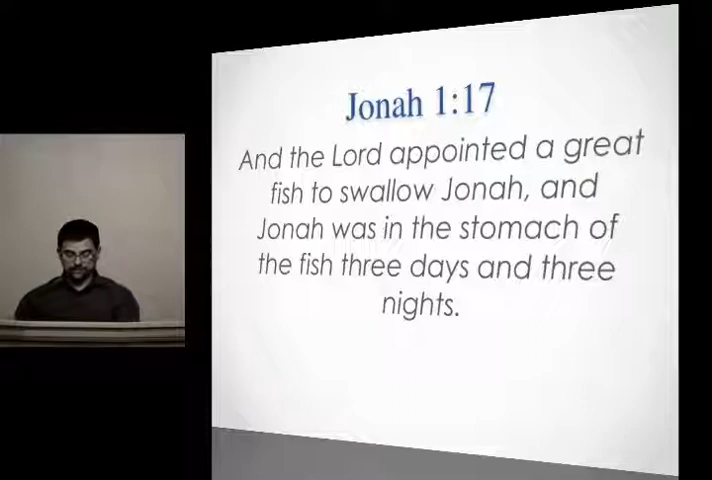 Jonah 1:17
And the Lord appointed a great
fish to swallow Jonah, and
Jonah was in the stomach of
the fish three days and three
nights.